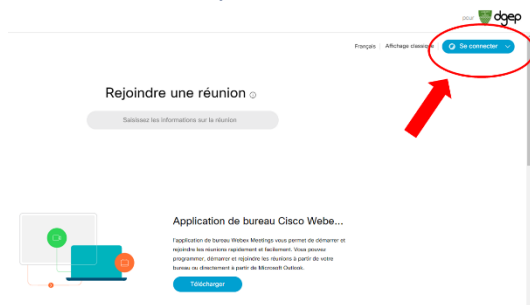 pour dgep
Français Affichage classique Se connecter
Rejoindre une réunion
Saisissez les informations sur la réunion
Application de bureau Cisco Webe...
l'application de bureau Webex Meetings vous permet de démarrer et
rejoindre les réunions rapidement et facilement. Vous pouvez
programmer, démarrer et rejoindre les réunions à partir de votre
bureau ou directement à partir de Microsoft Outlook.
Télécharger